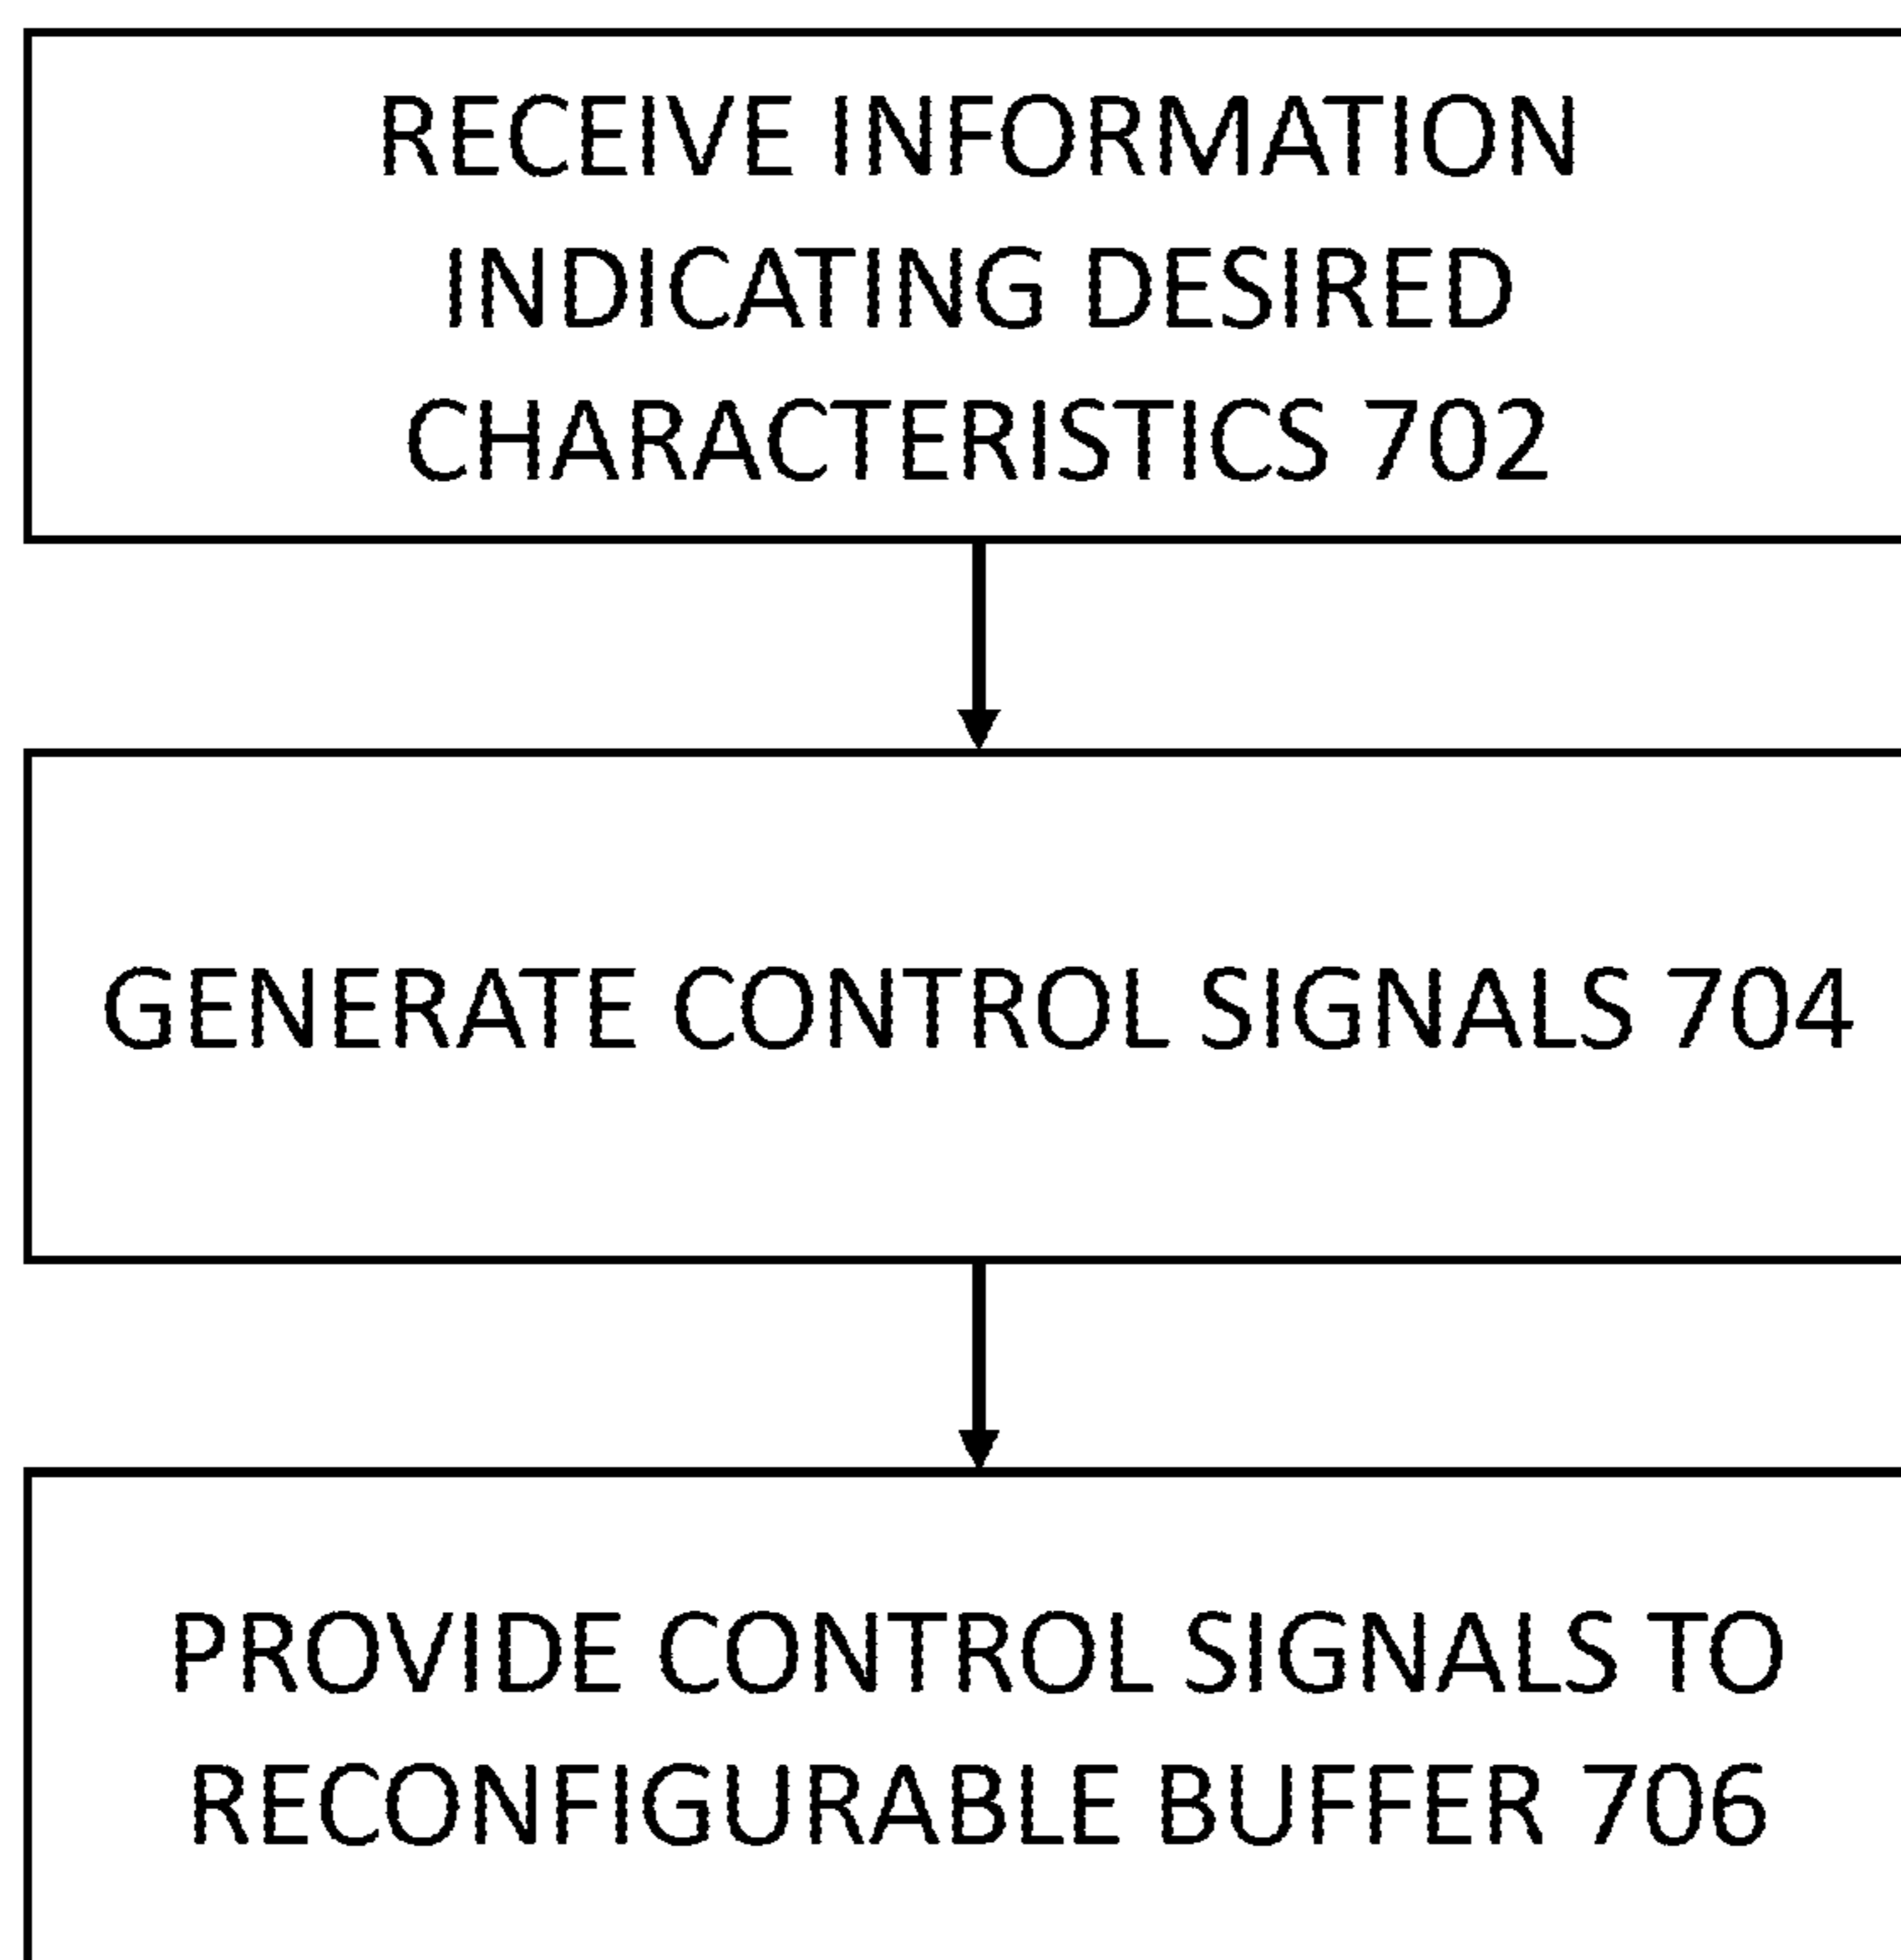 RECEIVE INFORMATION
INDICATING DESIRED
CHARACTERISTICS 702
GENERATE CONTROL SIGNALS 704
PROVIDE CONTROL SIGNALS TO
RECONFIGURABLE BUFFER 706